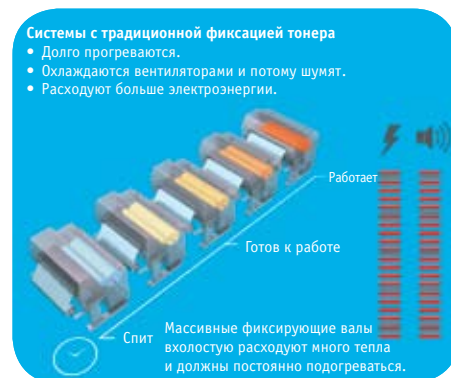 Системы с традиционной фиксацией тонера
• Долго прогреваются.
• Охлаждаются вентиляторами и потому шумят.
• Расходуют больше электроэнергии.
Работает
Готов к работе
Спит
Массивные фиксирующие валы
вхолостую расходуют много тепла
и должны постоянно подогреваться.